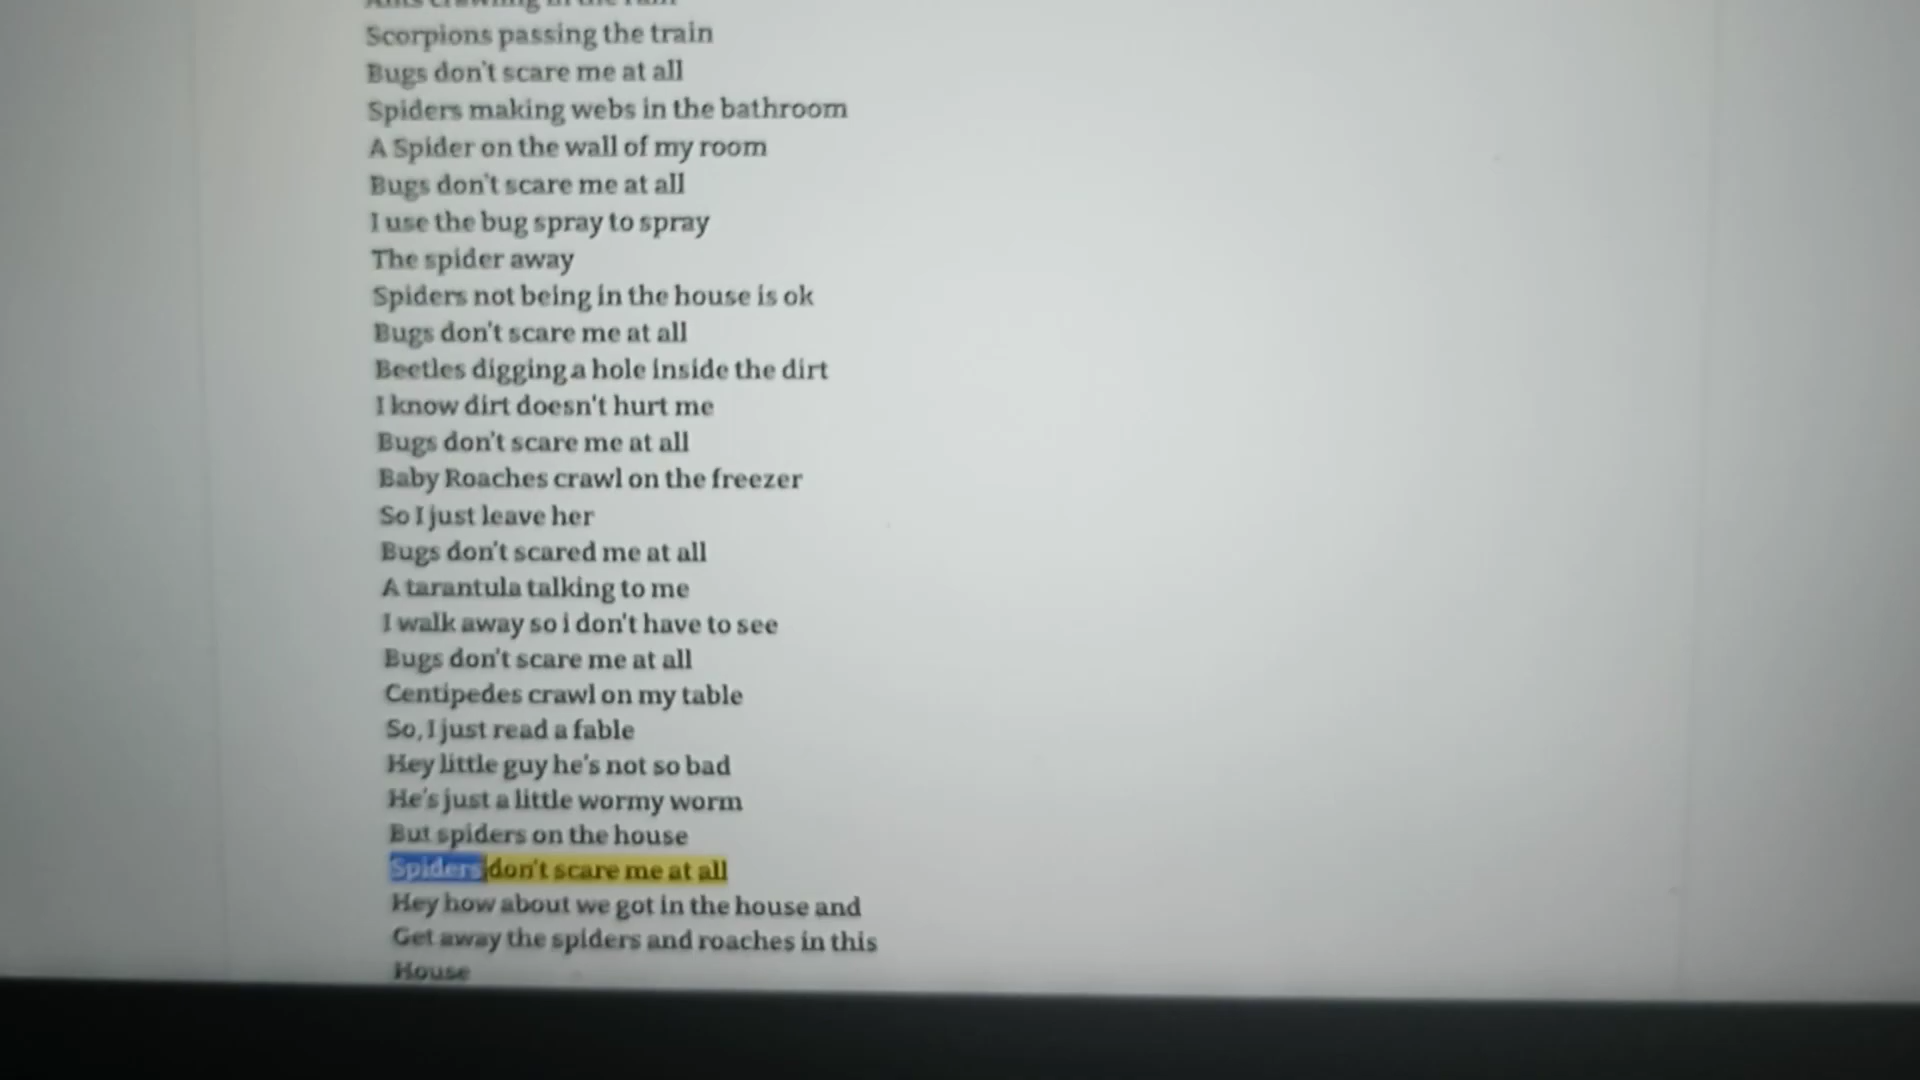 Ants crawling in the rain
Scorpions passing the train
Bugs don't scare me at all
Spiders making webs in the bathroom
A Spider on the wall of my room
Bugs don't scare me at all
I use the bug spray to spray
The spider away
Spiders not being in the house is ok
Bugs don't scare me at all
Beetles digging a hole inside the dirt
I know dirt doesn't hurt me
Bugs don't scare me at all
Baby Roaches crawl on the freezer
So I just leave her
Bugs don't scared me at all
A tarantula talking to me
I walk away so i don't have to see
Bugs don't scare me at all
Centipedes crawl on my table
So, I just read a fable
Hey little guy he's not so bad
He's just a little wormy worm
But spiders on the house
Spiders don't scare me at all
Hey how about we got in the house and
Get away the spiders and roaches in this
House